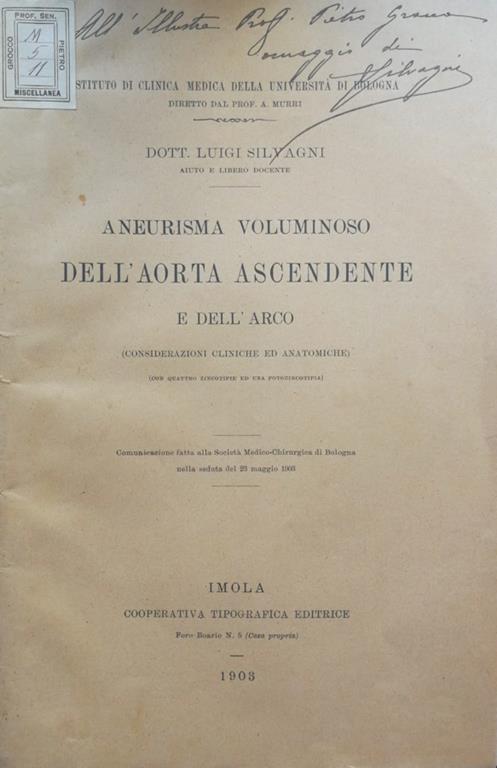 PROF. SEN.
GROCCO
M
5
11
PIETRO
MISCELLANEA
All' Illustre Prof. Pietro Grocco
omaggio di
LSilvagni
ISTITUTO DI CLINICA MEDICA DELLA UNIVERSITÀ DI BOLOGNA
DIRETTO DAL PROF. A. MURRI
DOTT. LUIGI SILVAGNI
AIUTO E LIBERO DOCENTE
ANEURISMA VOLUMINOSO
DELL'AORTA ASCENDENTE
E DELL'ARCO
(CONSIDERAZIONI CLINICHE ED ANATOMICHE)
(CON QUATTRO ZINCOTIPIE ED UNA FOTOZINCOTIPIA)
Comunicazione fatta alla Società Medico-Chirurgica di Bologna
nella seduta del 23 maggio 1903
IMOLA
COOPERATIVA TIPOGRAFICA EDITRICE
Foro Boario N. 5 (Casa propria)
1903